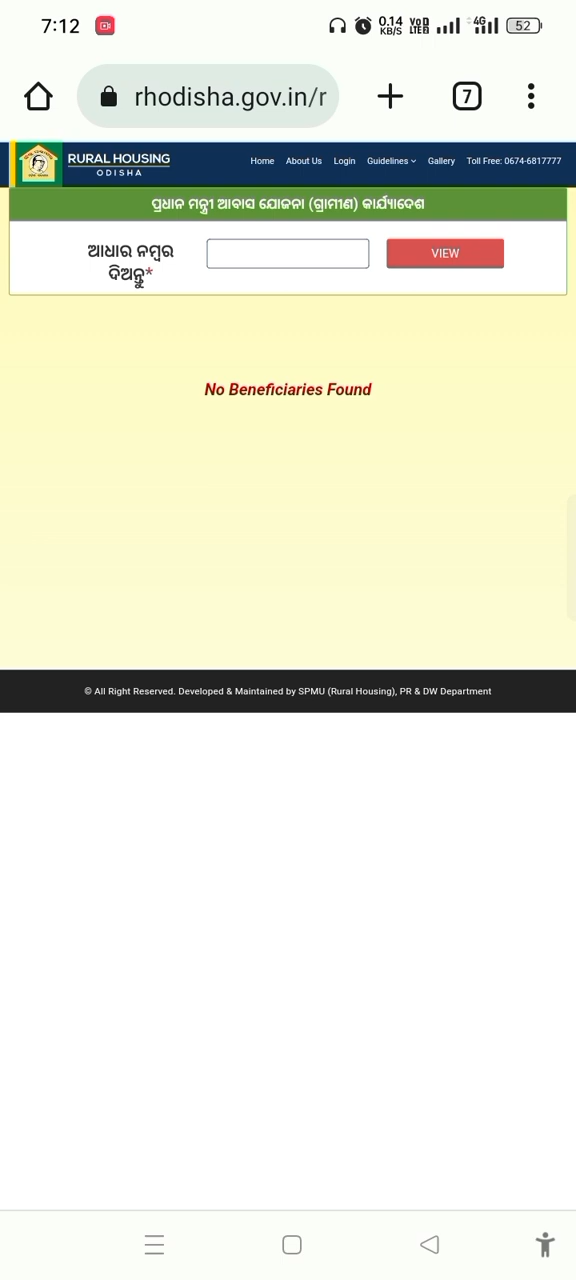 7:12 0.14 KB/S VoD LTE 4G 52
rhodisha.gov.in/r 7
RURAL HOUSING
ODISHA
Home About Us Login Guidelines Gallery Toll Free: 0674-6817777
ପ୍ରଧାନ ମନ୍ତ୍ରୀ ଆବାସ ଯୋଜନା (ଗ୍ରାମୀଣ) କାର୍ଯ୍ୟାଦେଶ
ଆଧାର ନମ୍ବର
ଦିଅନ୍ତୁ*
VIEW
No Beneficiaries Found
© All Right Reserved. Developed & Maintained by SPMU (Rural Housing), PR & DW Department